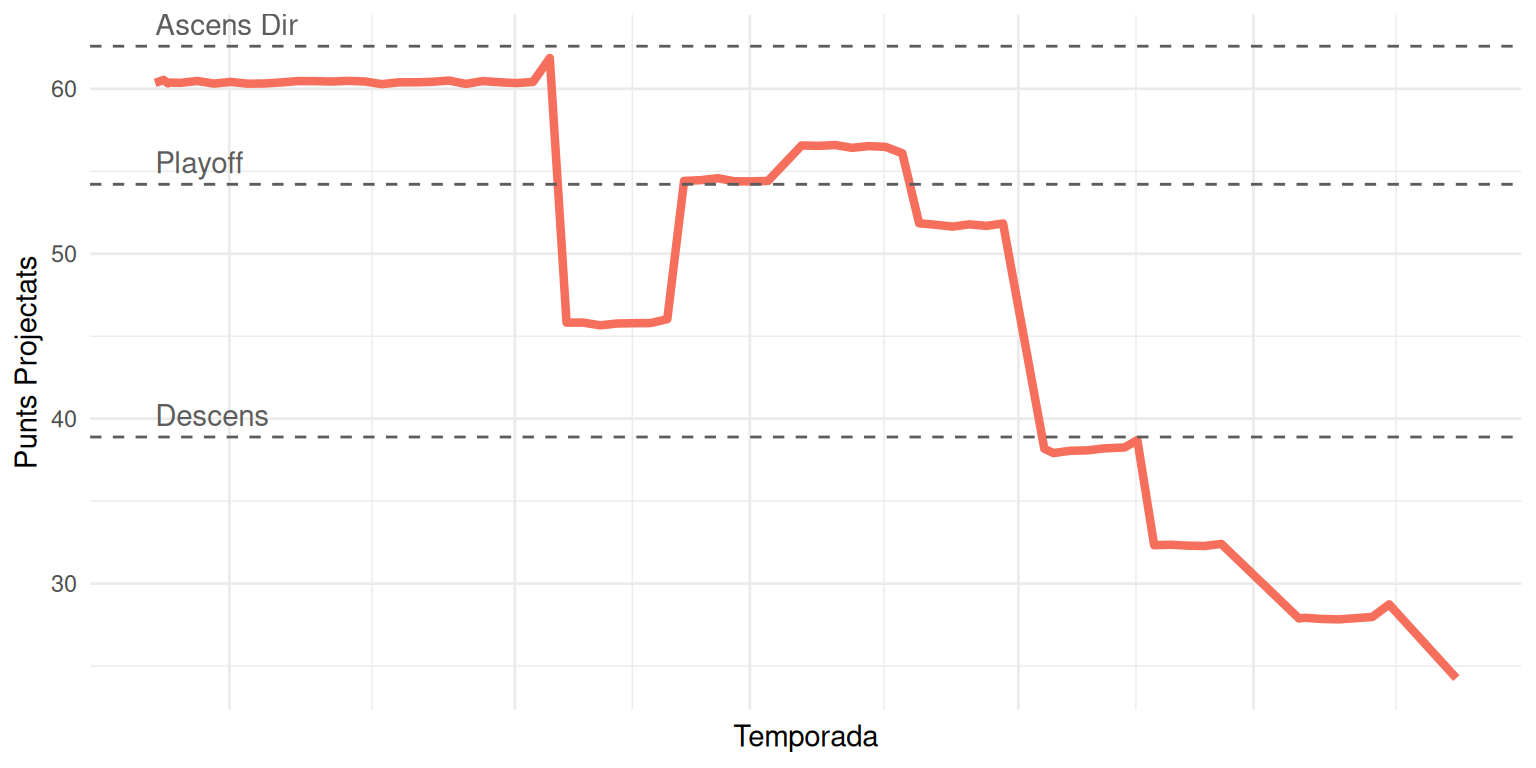 Ascens Dir
60
Playoff
50
Descens
40
30
Punts Projectats
Temporada